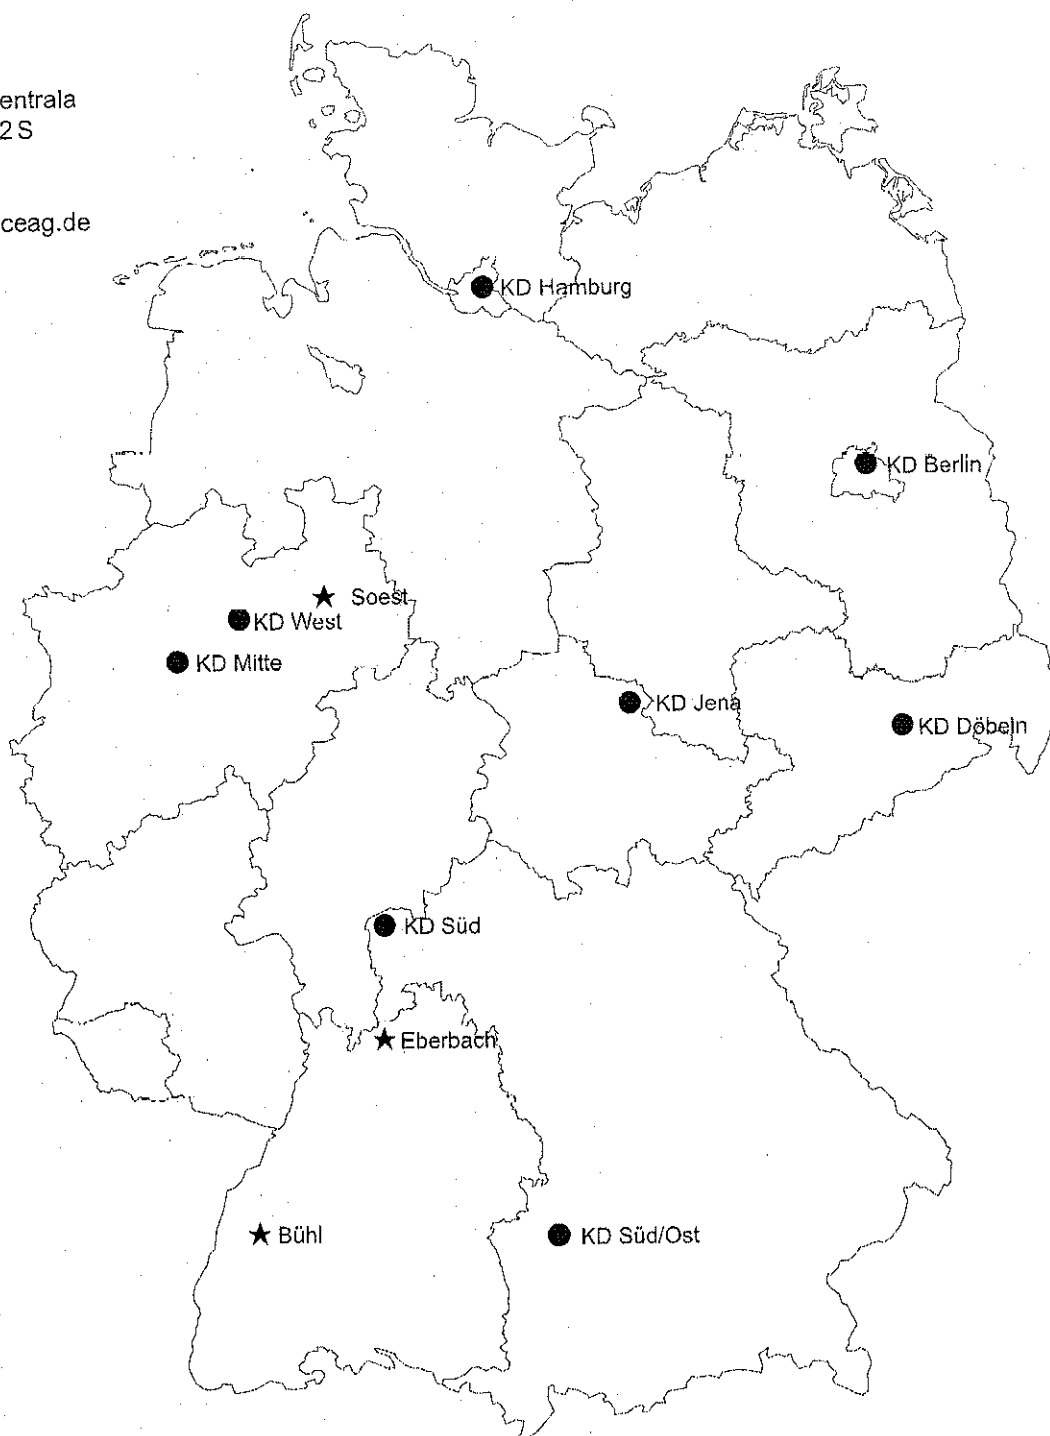 entrala
2 S
ceag.de
KD Hamburg
KD Berlin
Soest
KD West
KD Mitte
KD Jena
KD Döbeln
KD Süd
Eberbach
Bühl
KD Süd/Ost